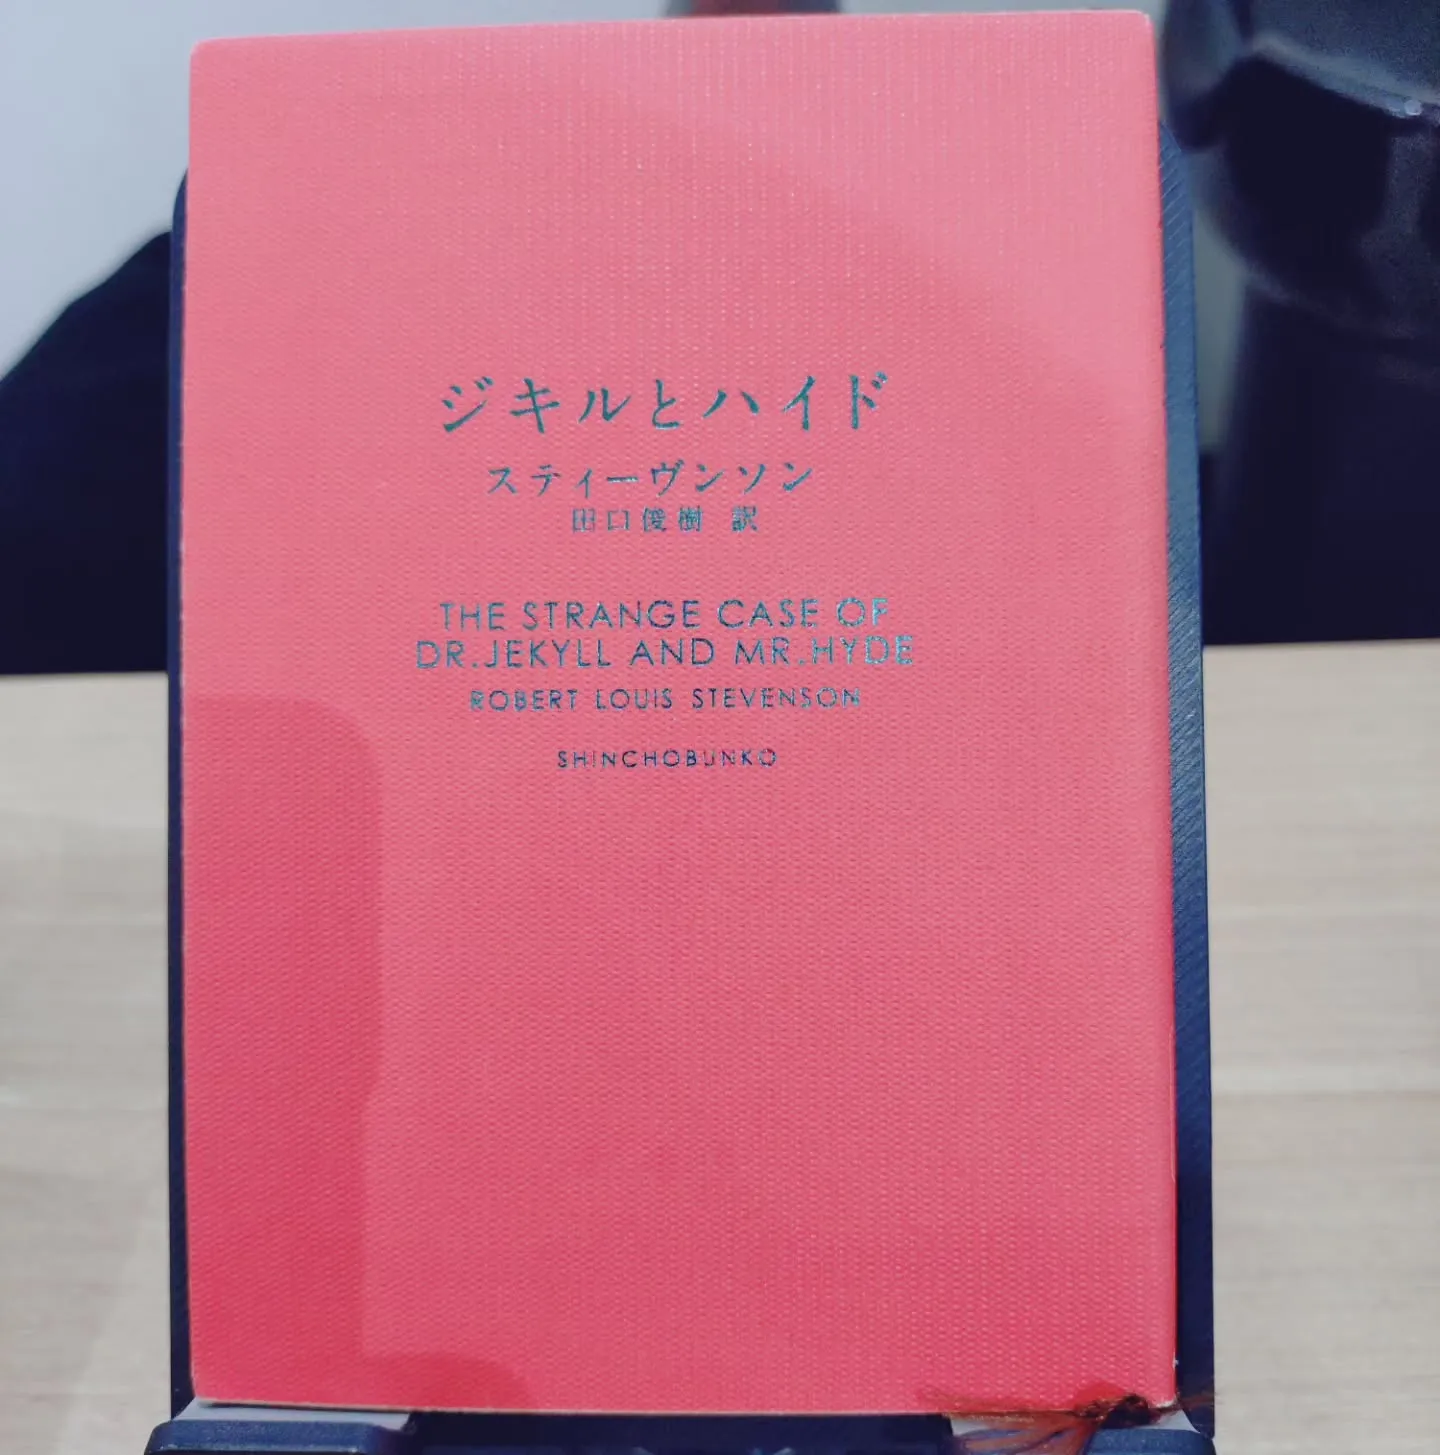 ジキルとハイド
スティーヴンソン
田口俊樹 訳
THE STRANGE CASE OF
DR.JEKYLL AND MR.HYDE
ROBERT LOUIS STEVENSON
SHINCHOBUNKO